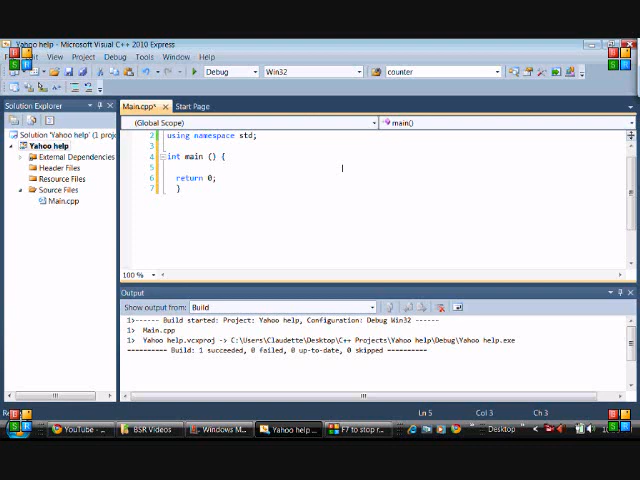 Yahoo help - Microsoft Visual C++ 2010 Express
View Project Debug Tools Window Help
Debug Win32 counter
Solution Explorer
Main.cpp* Start Page
(Global Scope) main()
Solution 'Yahoo help' (1 proj
Yahoo help
External Dependencies
Header Files
Resource Files
Source Files
Main.cpp
2 using namespace std;
3
4 int main () {
5
6 return 0;
7 }
100 %
Output
Show output from: Build
1>------ Build started: Project: Yahoo help, Configuration: Debug Win32 ------
1> Main.cpp
1> Yahoo help.vcxproj -> C:\Users\Claudette\Desktop\C++ Projects\Yahoo help\Debug\Yahoo help.exe
========== Build: 1 succeeded, 0 failed, 0 up-to-date, 0 skipped ==========
Ln 5 Col 3 Ch 3
YouTube - ... BSR Videos Windows M... Yahoo help ... F7 to stop r... Desktop